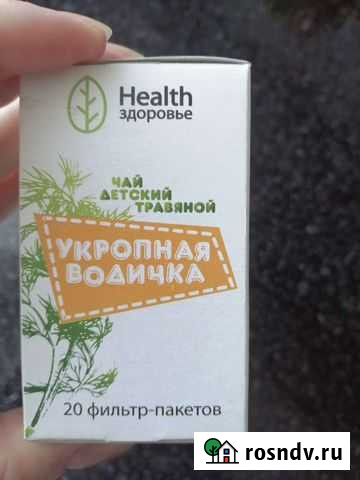 Health
здоровье
ЧАЙ
ДЕТСКИЙ
ТРАВЯНОЙ
УКРОПНАЯ
ВОДИЧКА
20 фильтр-пакетов
rosndv.ru